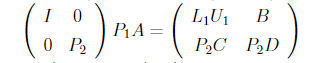 ( I 0 ) P₁A = ( L₁U₁ B )
( 0 P₂ ) ( P₂C P₂D )